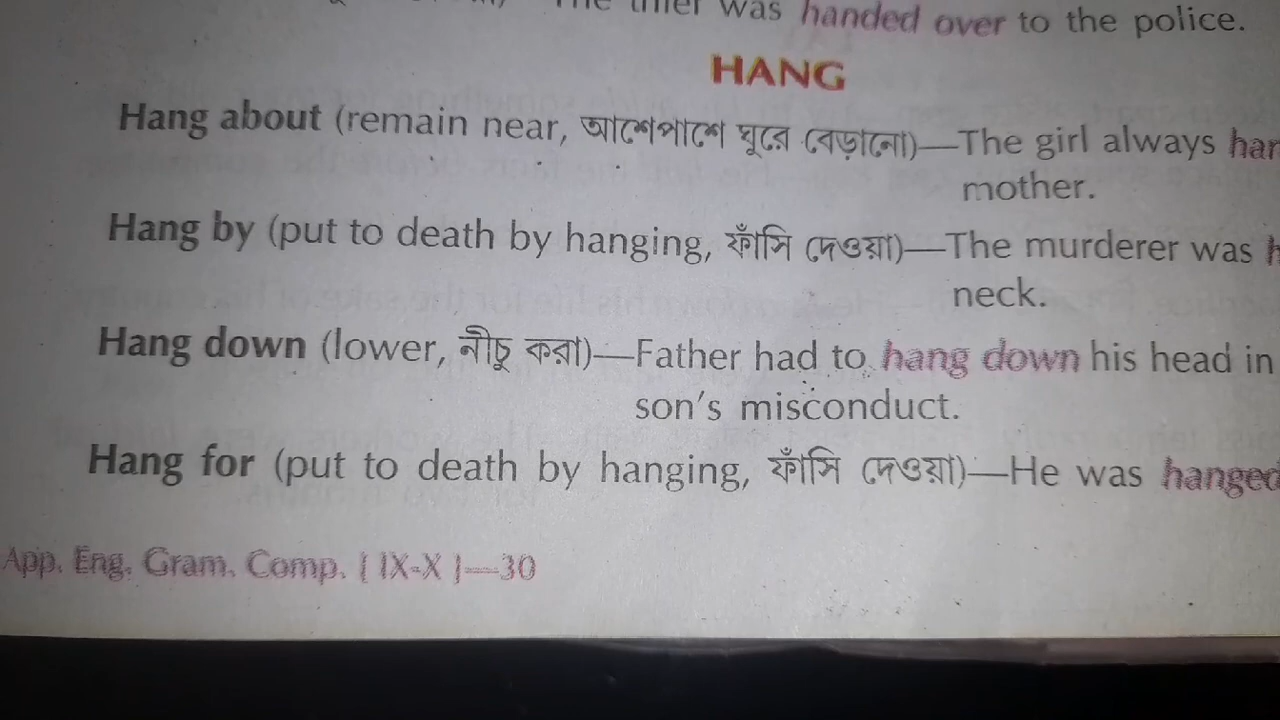 was handed over to the police.
HANG
Hang about (remain near, আশেপাশে ঘুরে বেড়ানো)—The girl always
mother.
Hang by (put to death by hanging, ফাঁসি দেওয়া)—The murderer was
neck.
Hang down (lower, নীচু করা)—Father had to hang down his head in
son's misconduct.
Hang for (put to death by hanging, ফাঁসি দেওয়া)—He was hanged
App. Eng. Gram. Comp. [ IX-X ]—30